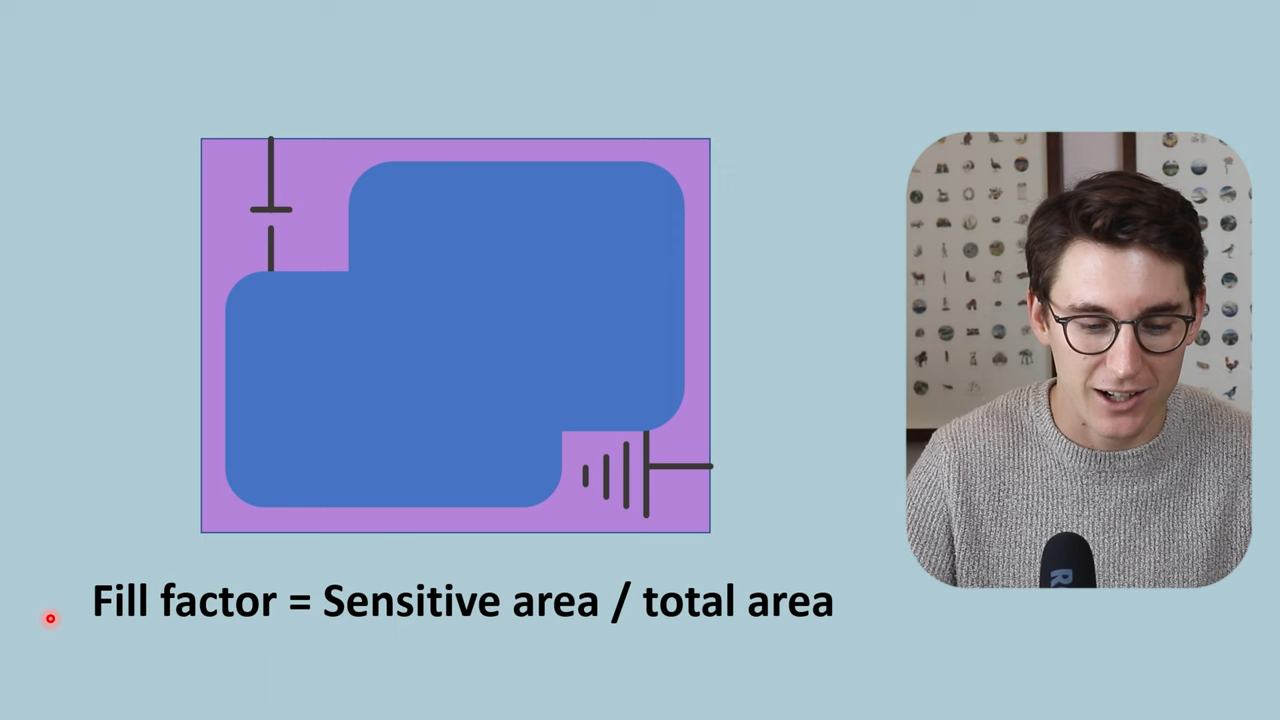 Fill factor = Sensitive area / total area
R